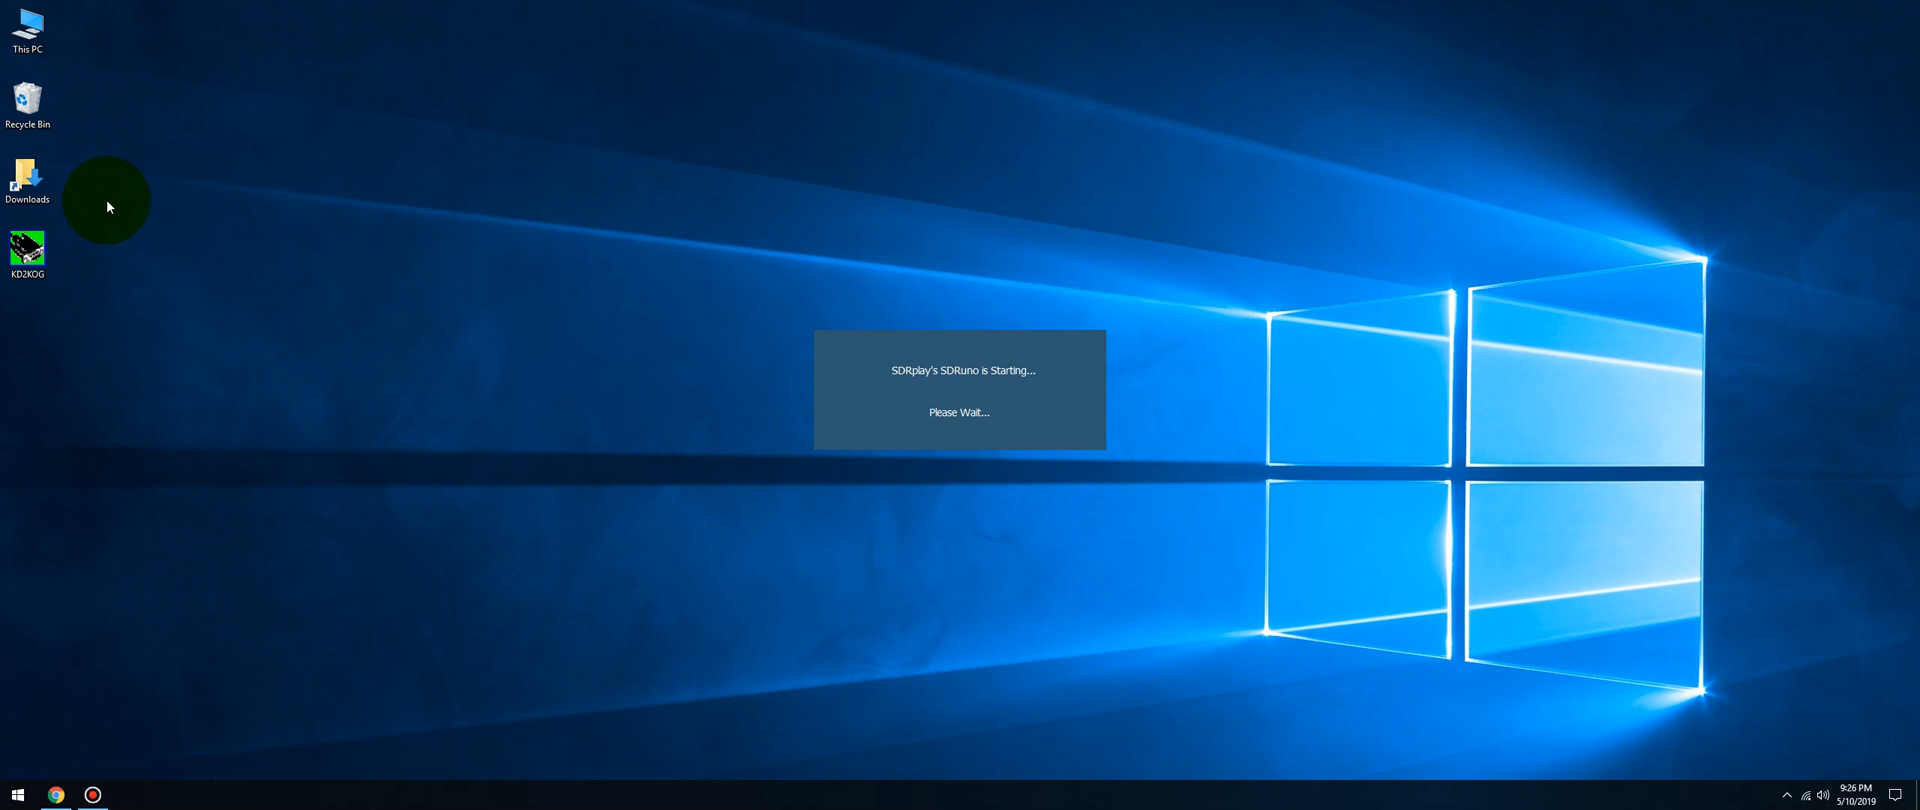 This PC
Recycle Bin
Downloads
KD2KOG
SDRplay's SDRuno is Starting...
Please Wait...
9:26 PM
5/10/2019